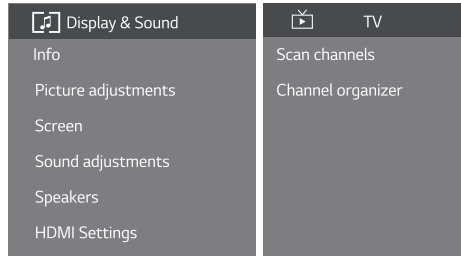 Display & Sound
Info
Picture adjustments
Screen
Sound adjustments
Speakers
HDMI Settings
TV
Scan channels
Channel organizer